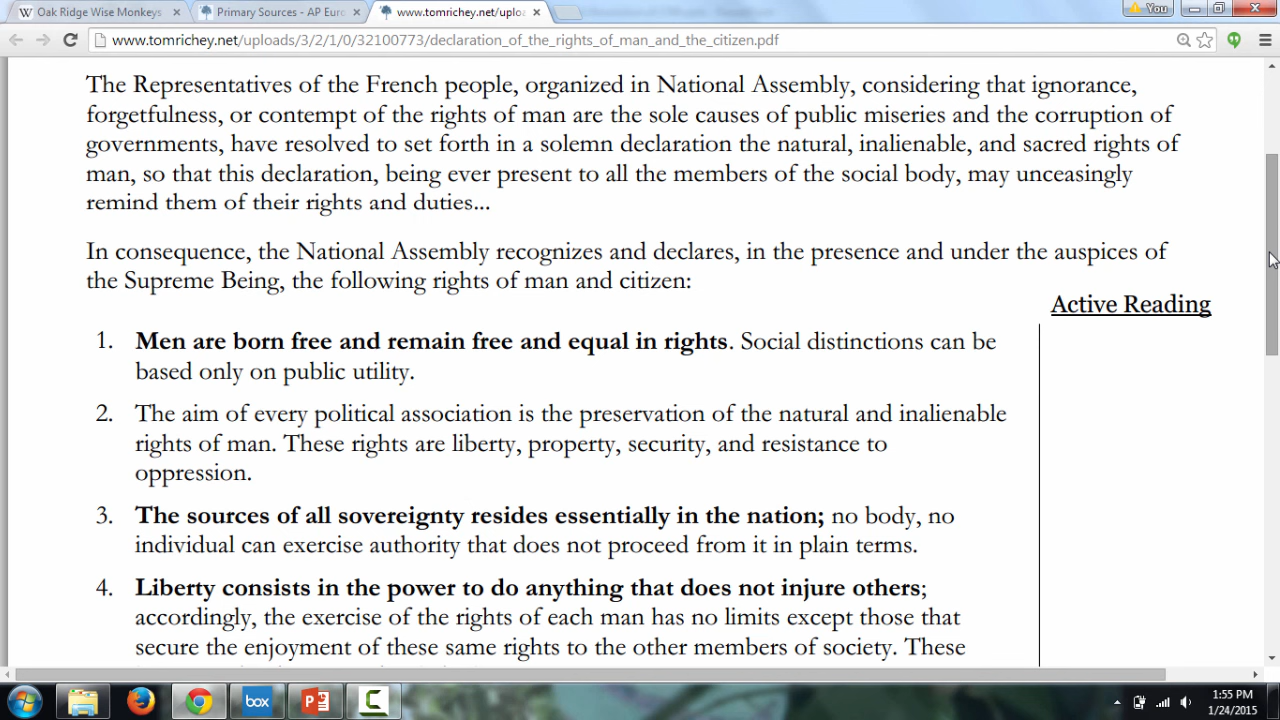 Oak Ridge Wise Monkeys
Primary Sources - AP Euro
www.tomrichey.net/uploa
You
www.tomrichey.net/uploads/3/2/1/0/32100773/declaration_of_the_rights_of_man_and_the_citizen.pdf
The Representatives of the French people, organized in National Assembly, considering that ignorance,
forgetfulness, or contempt of the rights of man are the sole causes of public miseries and the corruption of
governments, have resolved to set forth in a solemn declaration the natural, inalienable, and sacred rights of
man, so that this declaration, being ever present to all the members of the social body, may unceasingly
remind them of their rights and duties...
In consequence, the National Assembly recognizes and declares, in the presence and under the auspices of
the Supreme Being, the following rights of man and citizen:
Active Reading
1. Men are born free and remain free and equal in rights. Social distinctions can be
based only on public utility.
2. The aim of every political association is the preservation of the natural and inalienable
rights of man. These rights are liberty, property, security, and resistance to
oppression.
3. The sources of all sovereignty resides essentially in the nation; no body, no
individual can exercise authority that does not proceed from it in plain terms.
4. Liberty consists in the power to do anything that does not injure others;
accordingly, the exercise of the rights of each man has no limits except those that
secure the enjoyment of these same rights to the other members of society. These
box
1:55 PM
1/24/2015